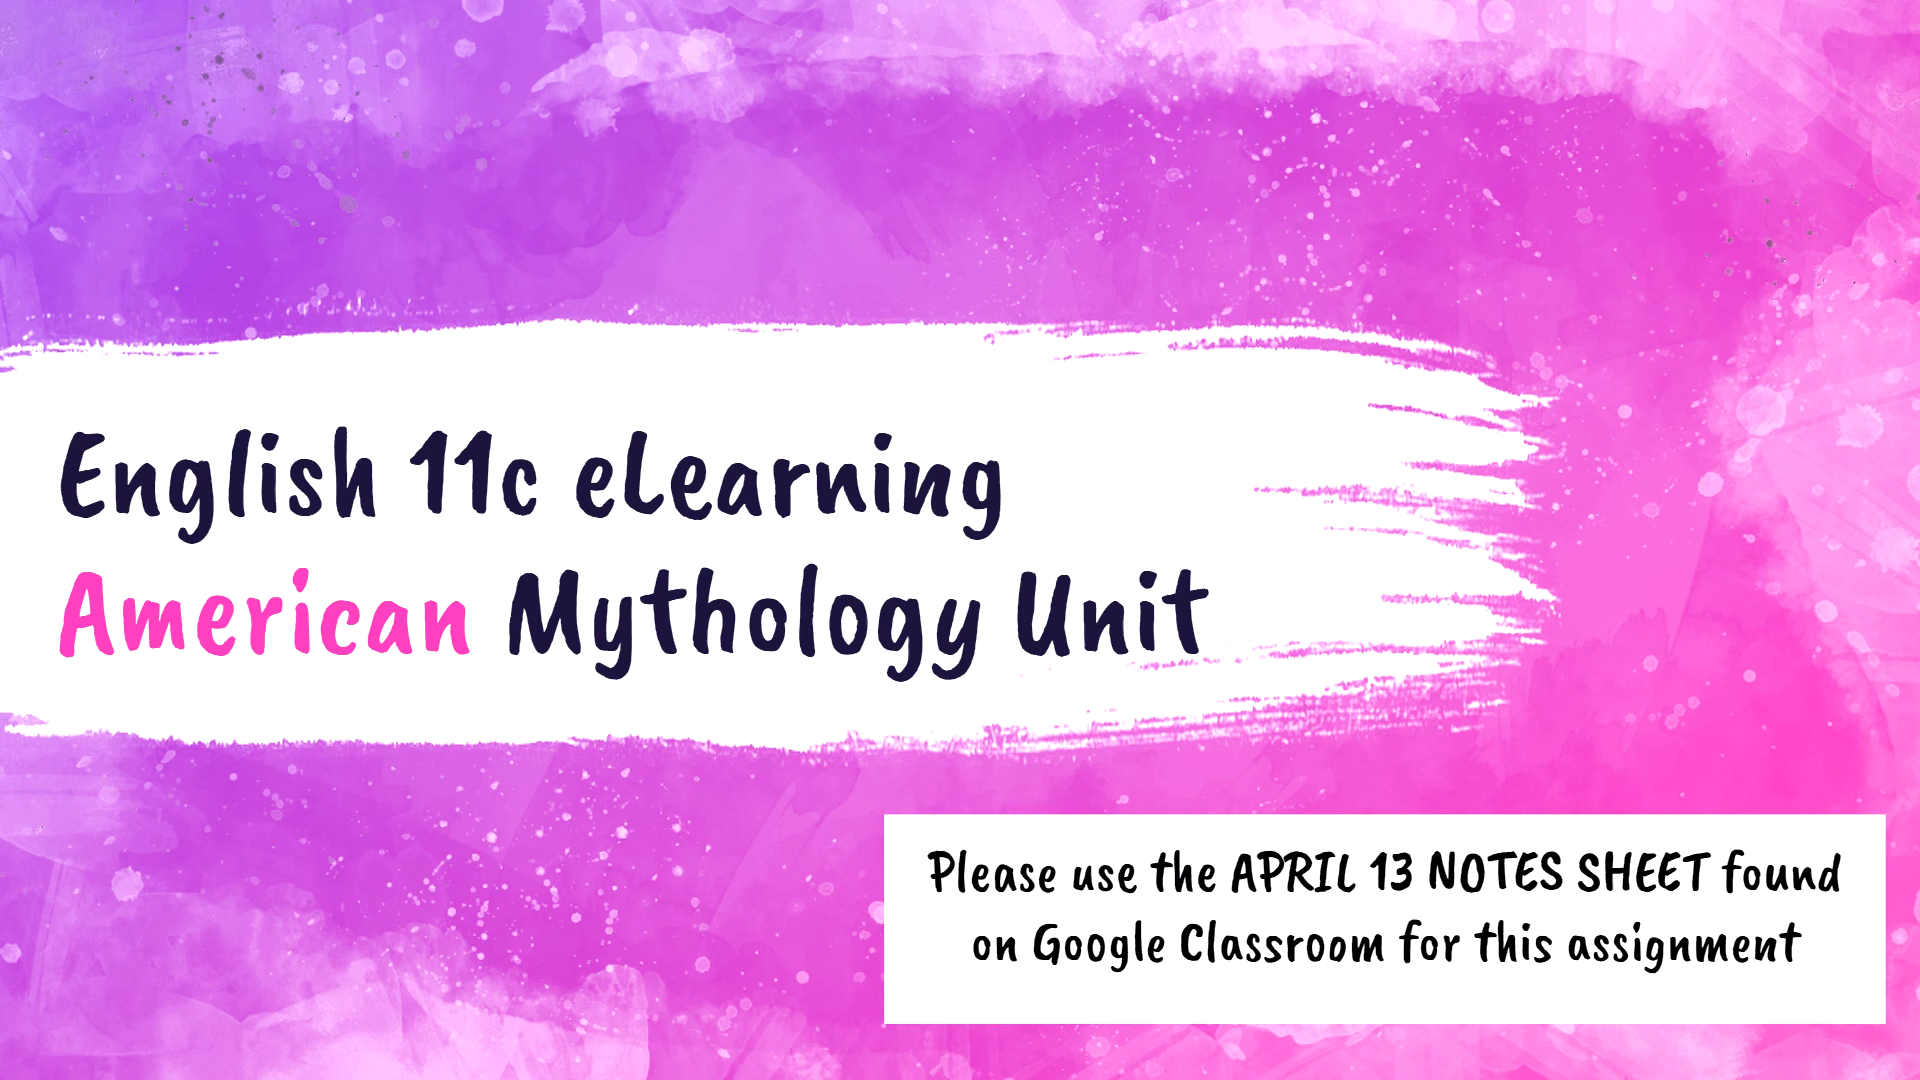 English 11c eLearning
American Mythology Unit
Please use the APRIL 13 NOTES SHEET found
on Google Classroom for this assignment